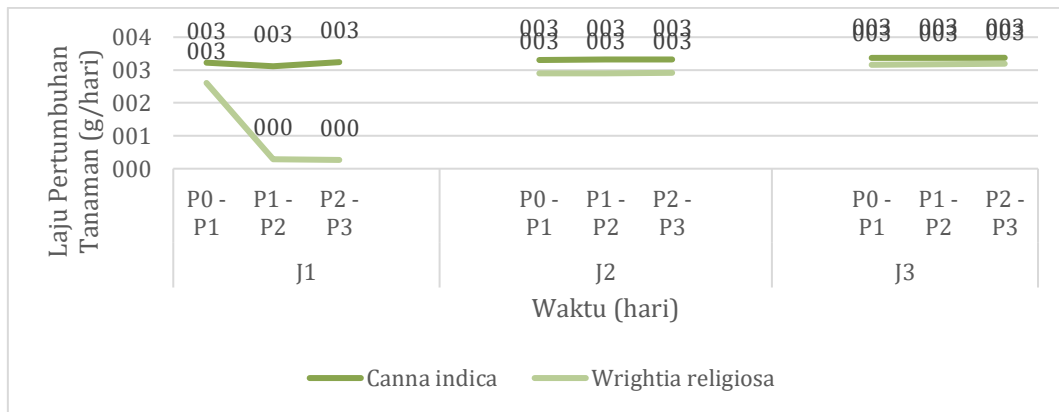 Laju Pertumbuhan
Tanaman (g/hari)
004
003
002
001
000
003
003
003
003
000
000
003 003 003
003 003 003
003 003 003
003 003 003
P0 - P1
P1 - P2
P2 - P3
P0 - P1
P1 - P2
P2 - P3
P0 - P1
P1 - P2
P2 - P3
J1
J2
J3
Waktu (hari)
Canna indica
Wrightia religiosa